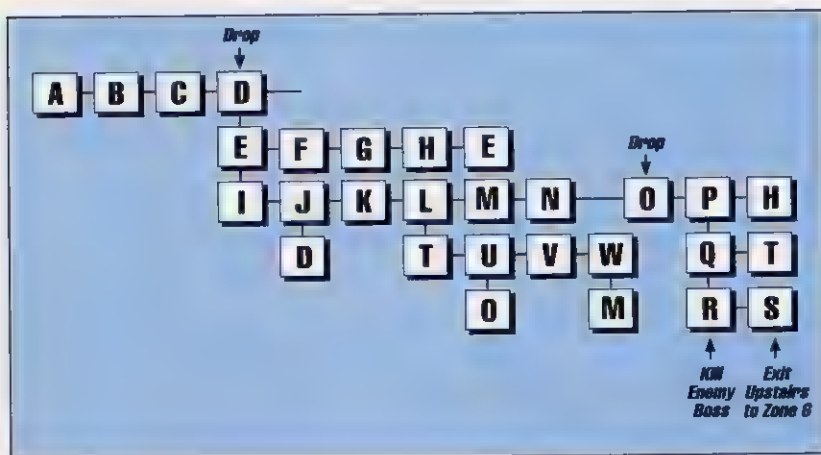 Drop
A B C D
E F G H E
Drop
I J K L M N O P H
D T U V W Q T
O M R S
Kill Exit
Enemy Upstairs
Boss to Zone 6